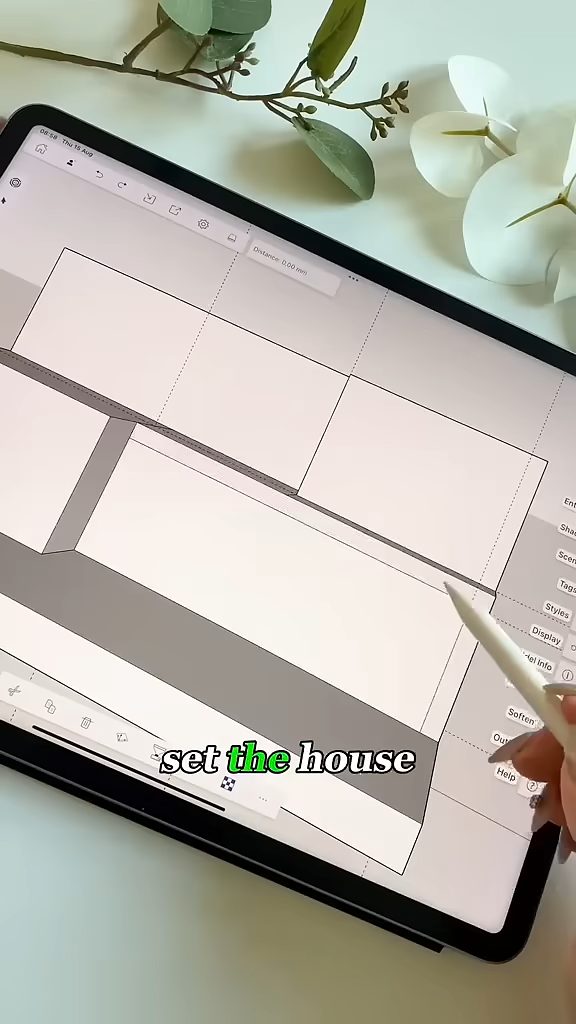 08:58 Thu 15 Aug
Distance: 0,00 mm
Styles
Display
Soften
Help
set the house